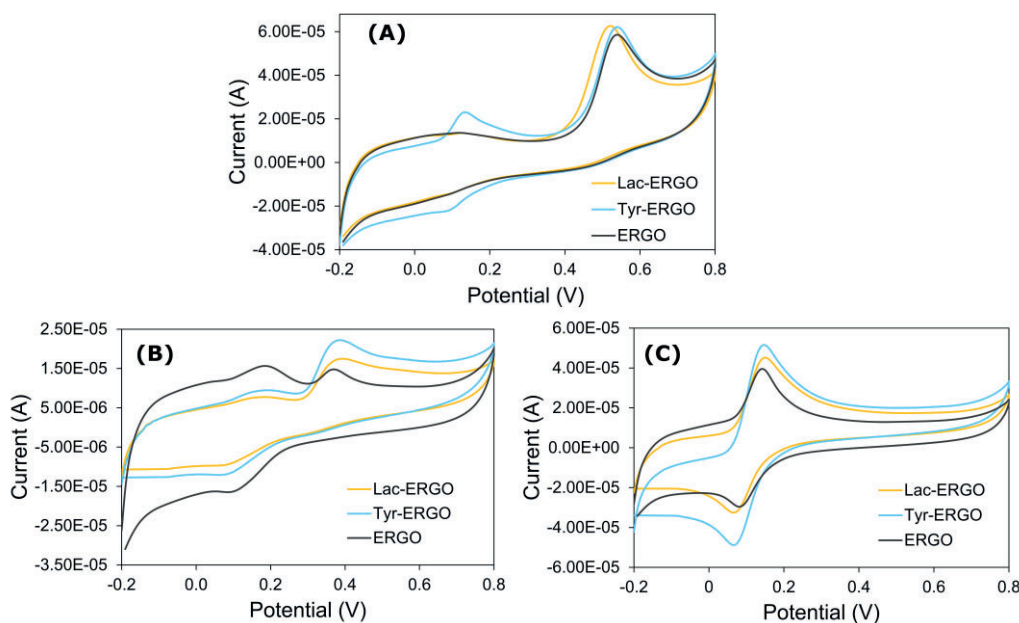 (A)
6.00E-05
4.00E-05
2.00E-05
0.00E+00
-2.00E-05
-4.00E-05
Current (A)
Lac-ERGO
Tyr-ERGO
ERGO
-0.2 0.0 0.2 0.4 0.6 0.8
Potential (V)
(B)
2.50E-05
1.50E-05
5.00E-06
-5.00E-06
-1.50E-05
-2.50E-05
-3.50E-05
Current (A)
Lac-ERGO
Tyr-ERGO
ERGO
-0.2 0.0 0.2 0.4 0.6 0.8
Potential (V)
(C)
6.00E-05
4.00E-05
2.00E-05
0.00E+00
-2.00E-05
-4.00E-05
-6.00E-05
Current (A)
Lac-ERGO
Tyr-ERGO
ERGO
-0.2 0 0.2 0.4 0.6 0.8
Potential (V)